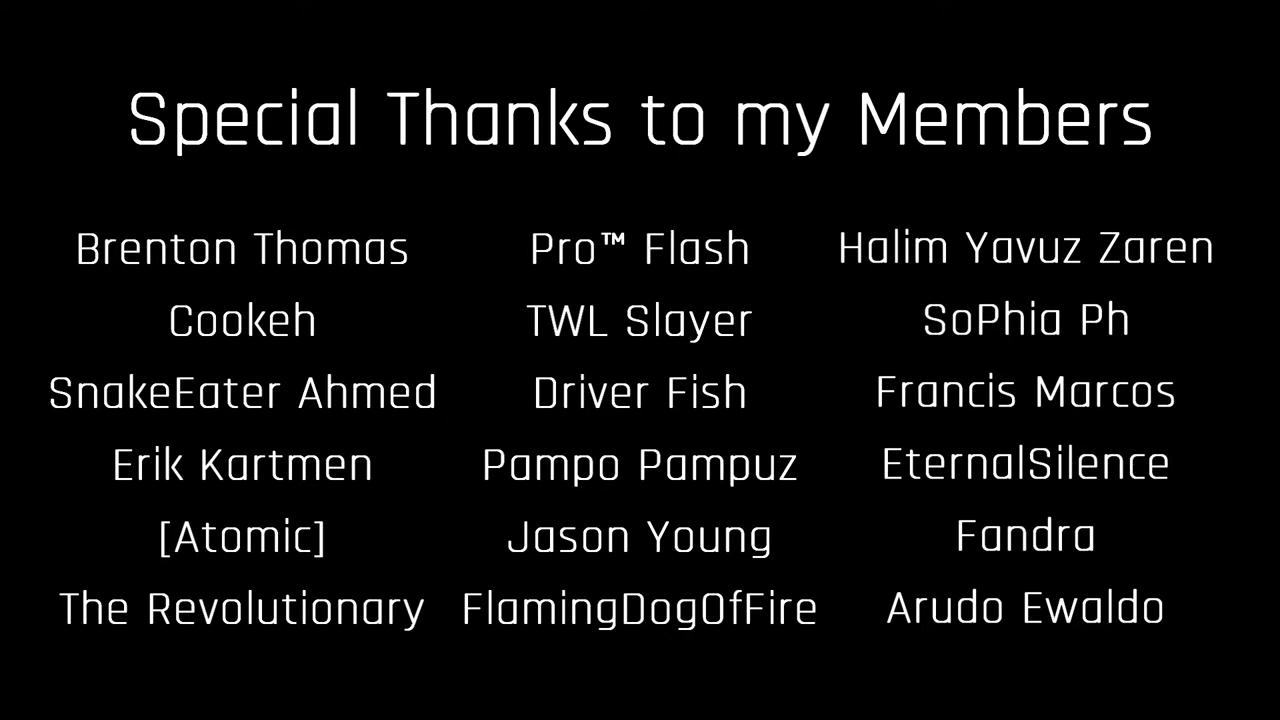 Special Thanks to my Members
Brenton Thomas
Cookeh
SnakeEater Ahmed
Erik Kartmen
[Atomic]
The Revolutionary
Pro™ Flash
TWL Slayer
Driver Fish
Pampo Pampuz
Jason Young
FlamingDogOfFire
Halim Yavuz Zaren
SoPhia Ph
Francis Marcos
EternalSilence
Fandra
Arudo Ewaldo